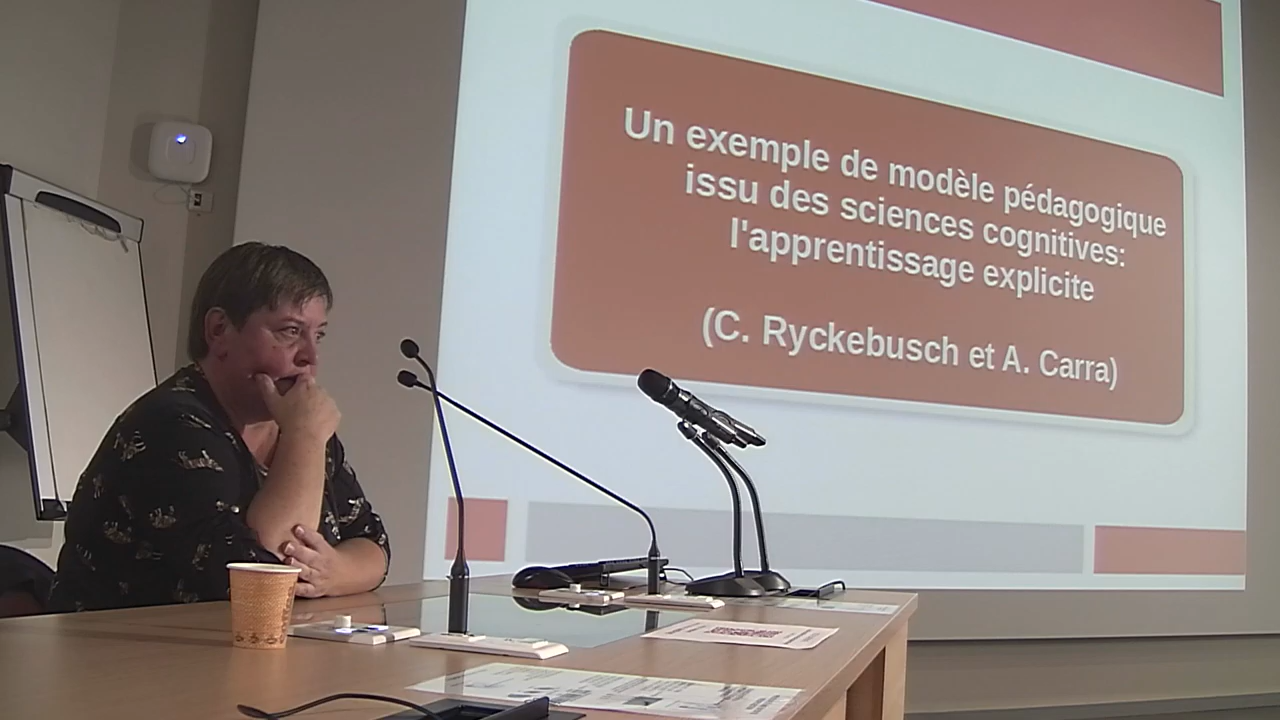 Un exemple de modèle pédagogique
issu des sciences cognitives:
l'apprentissage explicite
(C. Ryckebusch et A. Carra)